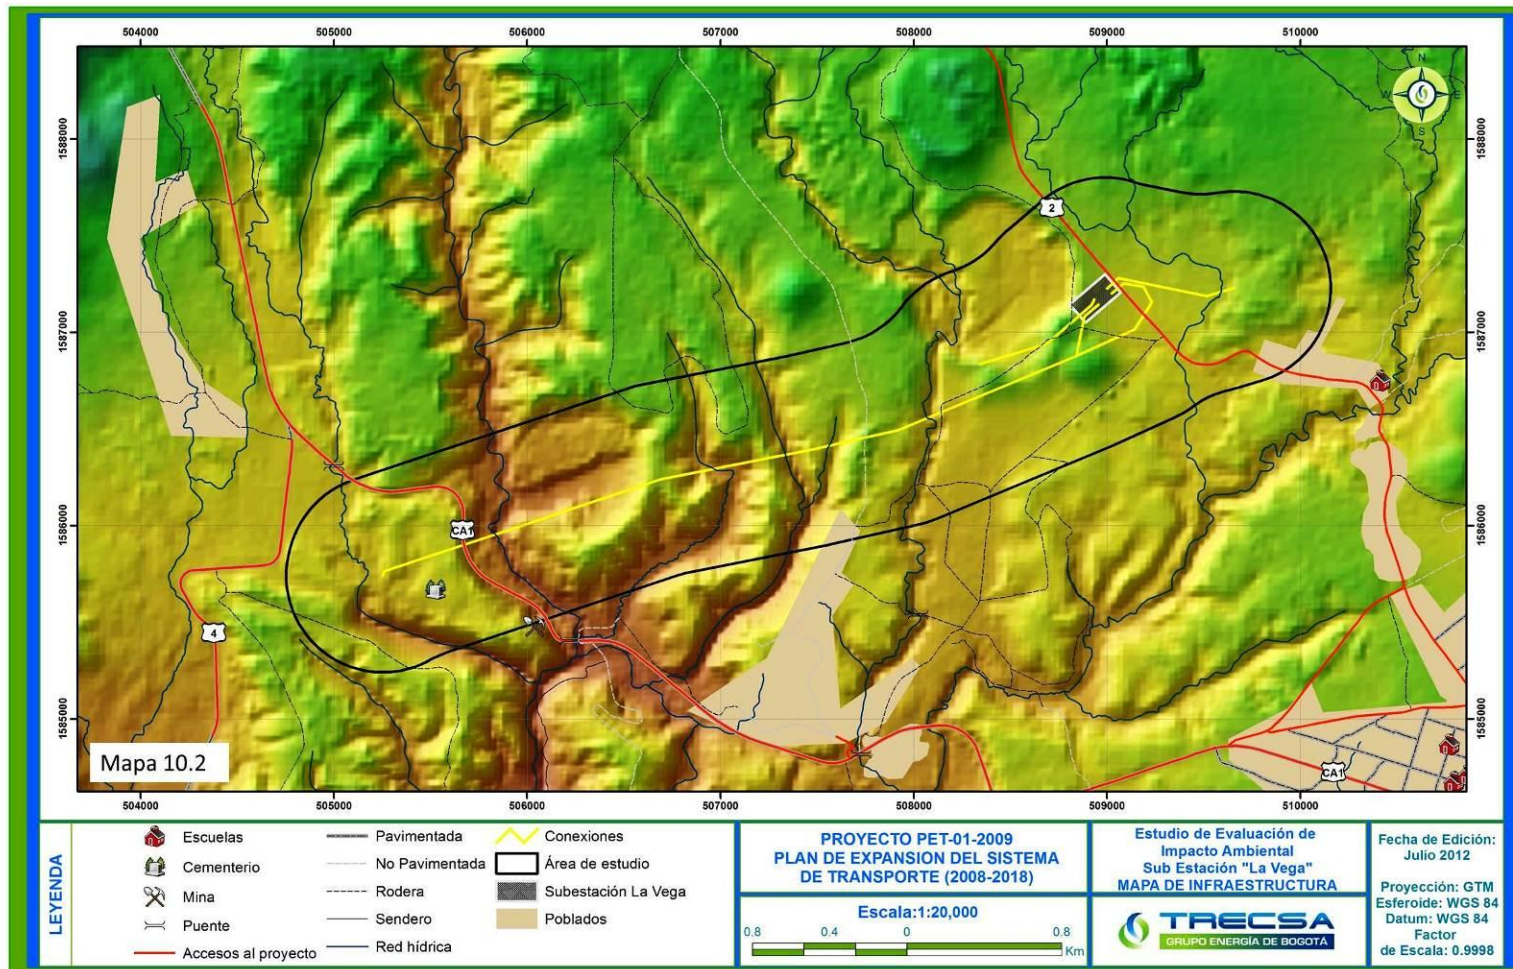 504000 505000 506000 507000 508000 509000 510000
N
W E
S
1588000 1588000
2
1587000 1587000
1586000 1586000
CA1
4
1585000 1585000
CA1
Mapa 10.2
504000 505000 506000 507000 508000 509000 510000
LEYENDA
Escuelas
Cementerio
Mina
Puente
Accesos al proyecto
Pavimentada
No Pavimentada
Rodera
Sendero
Red hídrica
Conexiones
Área de estudio
Subestación La Vega
Poblados
PROYECTO PET-01-2009
PLAN DE EXPANSION DEL SISTEMA
DE TRANSPORTE (2008-2018)
Escala:1:20,000
0.8 0.4 0 0.8
Km
Estudio de Evaluación de
Impacto Ambiental
Sub Estación "La Vega"
MAPA DE INFRAESTRUCTURA
TRECSA
GRUPO ENERGÍA DE BOGOTÁ
Fecha de Edición:
Julio 2012
Proyección: GTM
Esferoide: WGS 84
Datum: WGS 84
Factor
de Escala: 0.9998